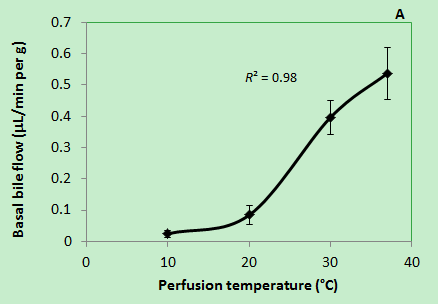 A
0.7
0.6
0.5
0.4
0.3
0.2
0.1
0
Basal bile flow (µL/min per g)
R² = 0.98
0 10 20 30 40
Perfusion temperature (°C)